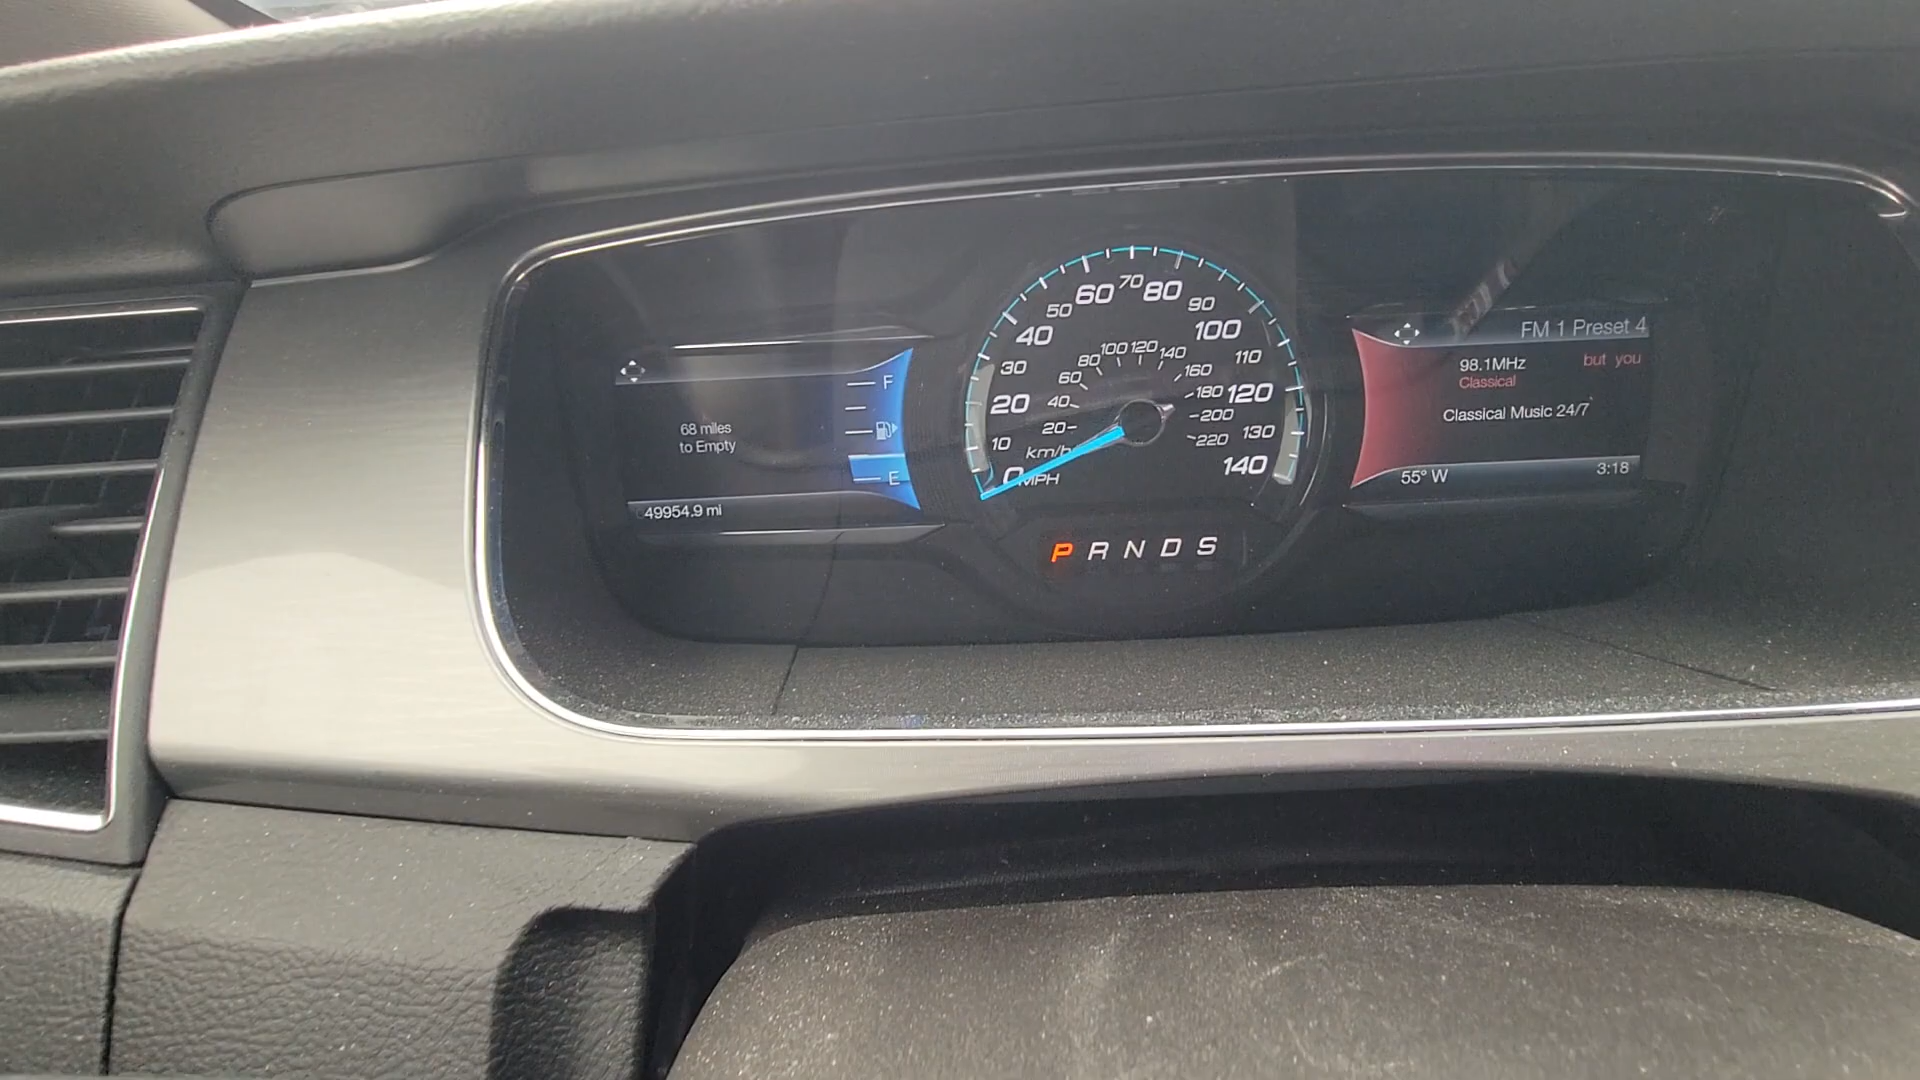 68 miles
to Empty
F
E
49954.9 mi
0 MPH
10
20
30
40
50
60
70
80
90
100
110
120
130
140
km/h
20
40
60
80
100
120
140
160
180
200
220
P R N D S
FM 1 Preset 4
98.1MHz
but you
Classical
Classical Music 24/7
55° W
3:18